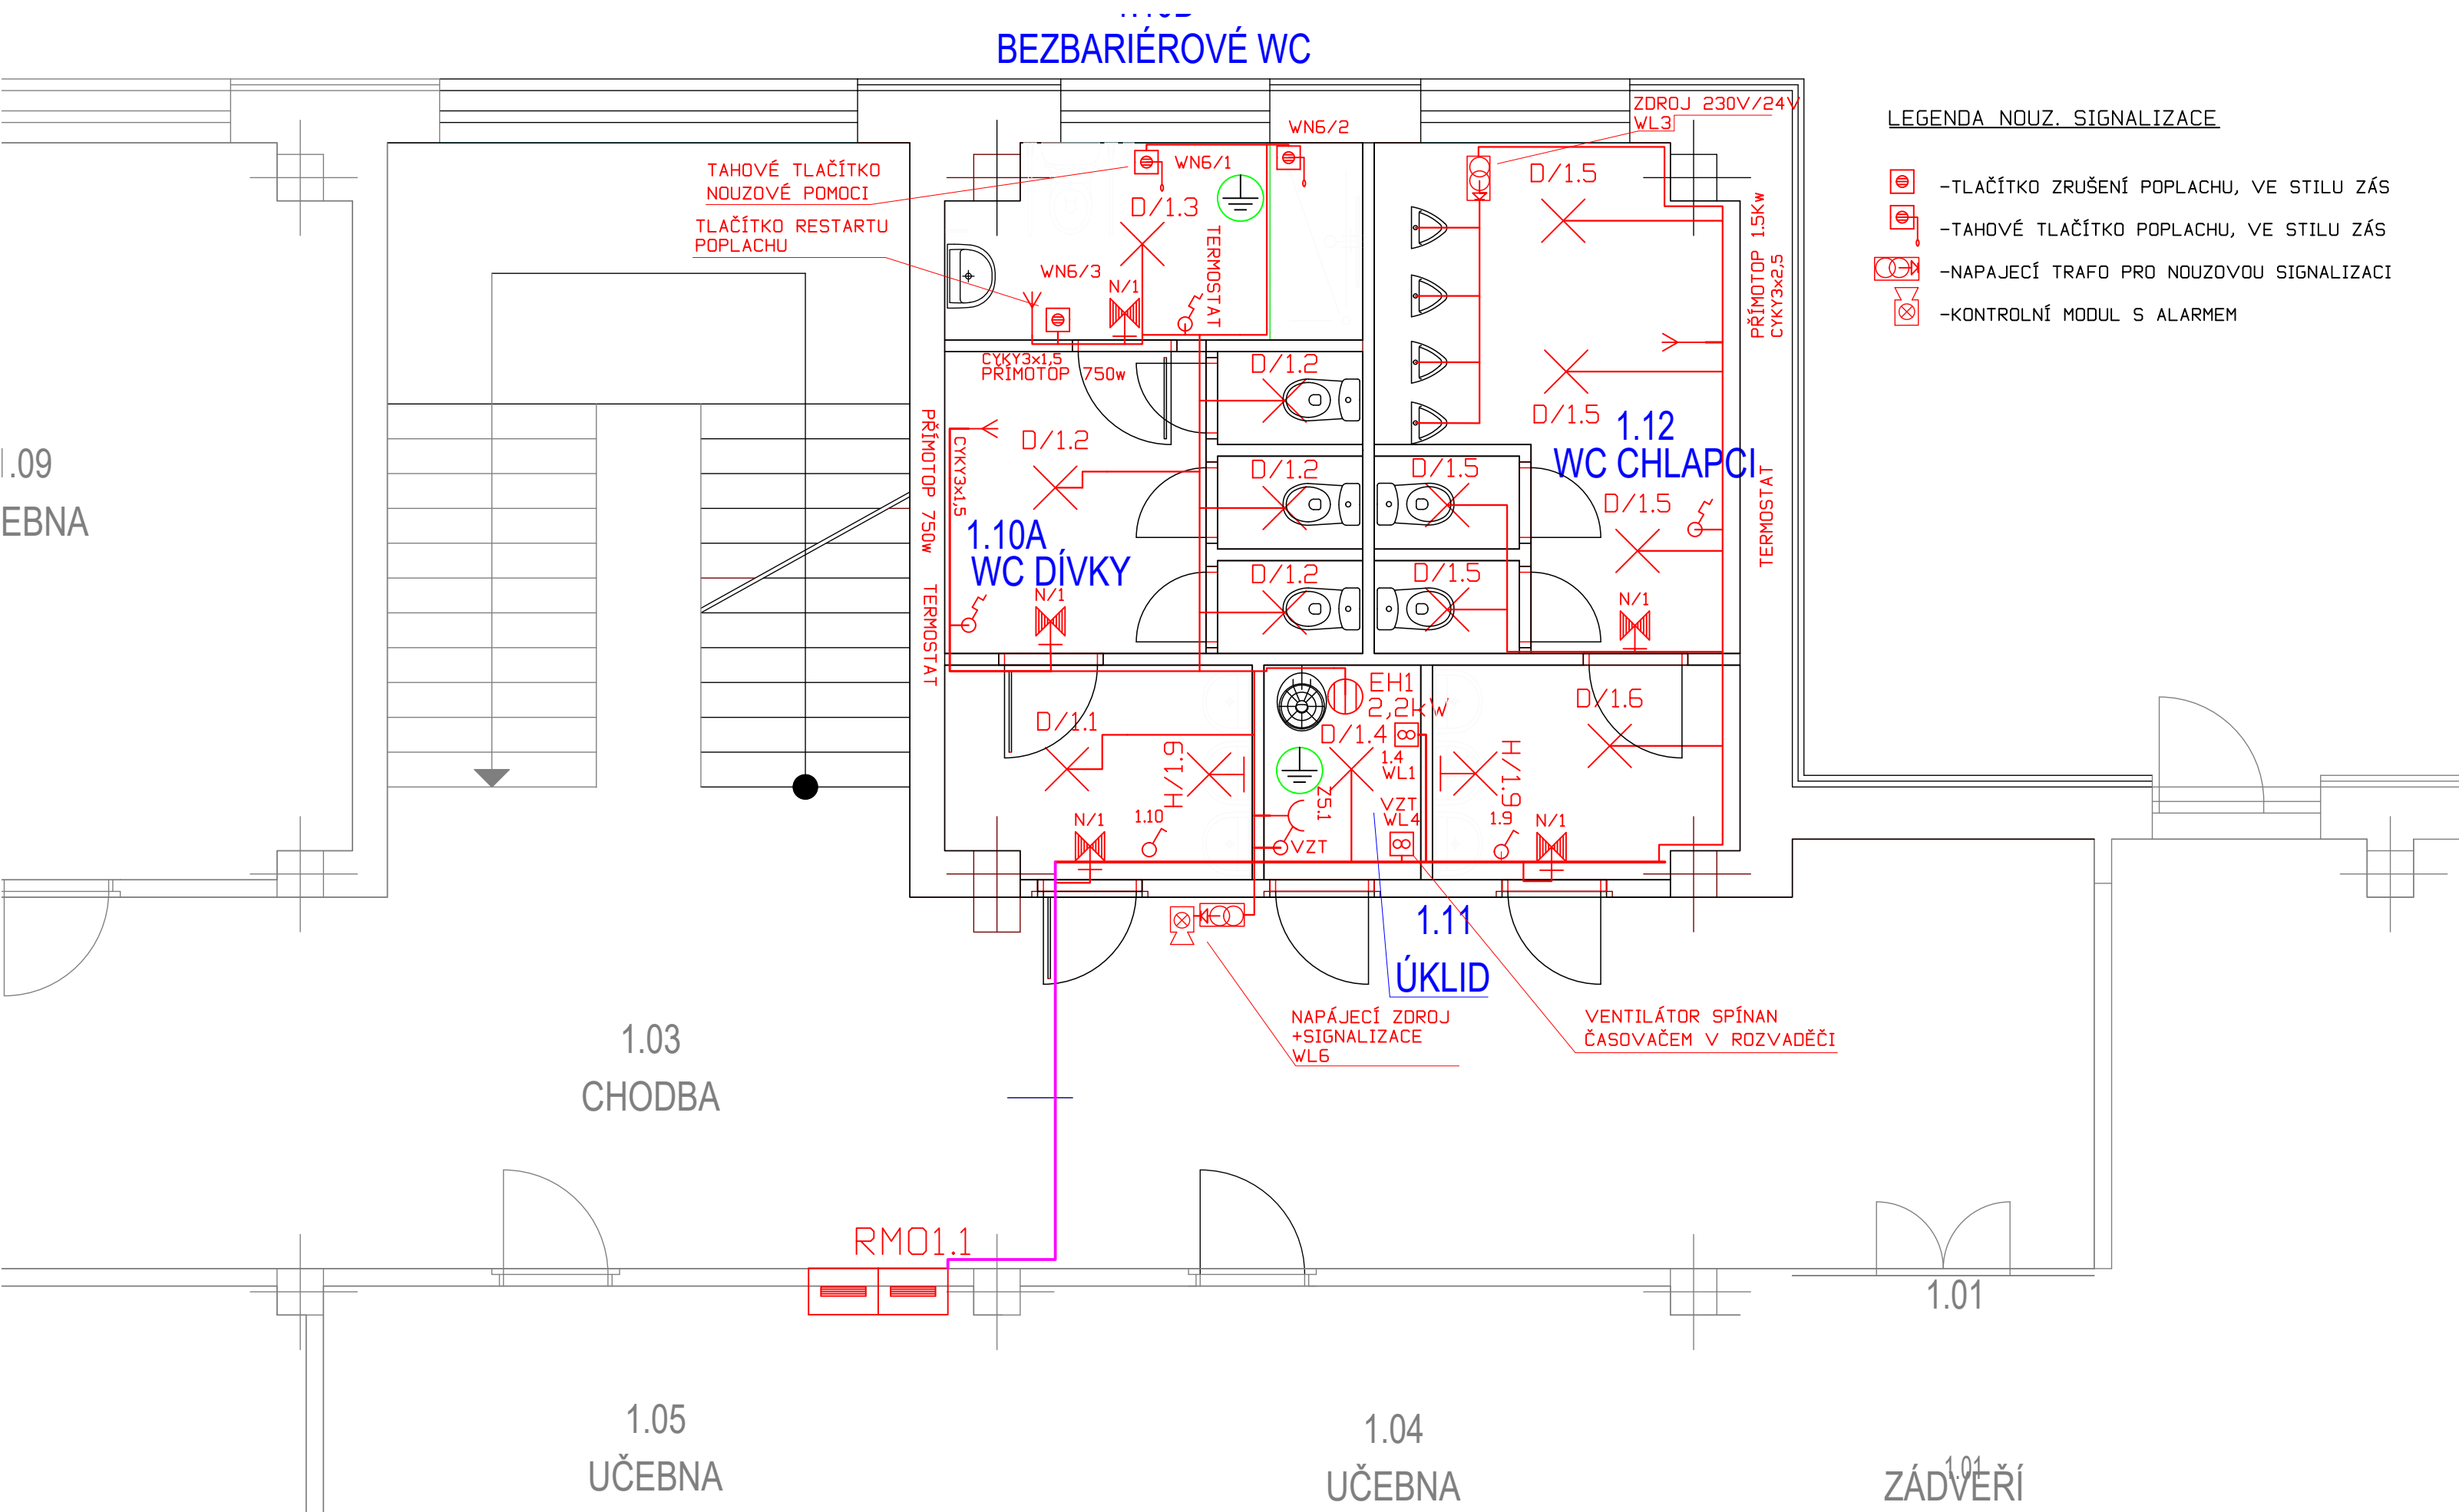 BEZBARIÉROVÉ WC
ZDROJ 230V/24V
WL3
WN6/2
LEGENDA NOUZ. SIGNALIZACE
TAHOVÉ TLAČÍTKO
NOUZOVÉ POMOCI
WN6/1
D/1.5
-TLAČÍTKO ZRUŠENÍ POPLACHU, VE STILU ZÁS
D/1.3
TLAČÍTKO RESTARTU
POPLACHU
-TAHOVÉ TLAČÍTKO POPLACHU, VE STILU ZÁS
WN6/3
TERMOSTAT
N/1
PŘÍMOTOP 1.5Kw
CYKY3x2,5
-NAPAJECÍ TRAFO PRO NOUZOVOU SIGNALIZACI
-KONTROLNÍ MODUL S ALARMEM
CYKY3x1,5
PŘÍMOTOP 750w
D/1.2
D/1.5
1.12
WC CHLAPCI
PŘÍMOTOP 750w
CYKY3x1,5
D/1.2
D/1.2
D/1.5
D/1.5
TERMOSTAT
.09
EBNA
1.10A
WC DÍVKY
D/1.2
D/1.5
N/1
N/1
TERMOSTAT
EH1
2,2kW
D/1.6
D/1.1
D/1.4
H/1.9
1.4
WL1
H/1.9
Z5.1
VZT
WL4
N/1
1.10
VZT
1.9
N/1
1.11
ÚKLID
NAPÁJECÍ ZDROJ
+SIGNALIZACE
WL6
VENTILÁTOR SPÍNAN
ČASOVAČEM V ROZVADĚČI
1.03
CHODBA
RMO1.1
1.01
1.05
UČEBNA
1.04
UČEBNA
1.01
ZÁDVEŘÍ